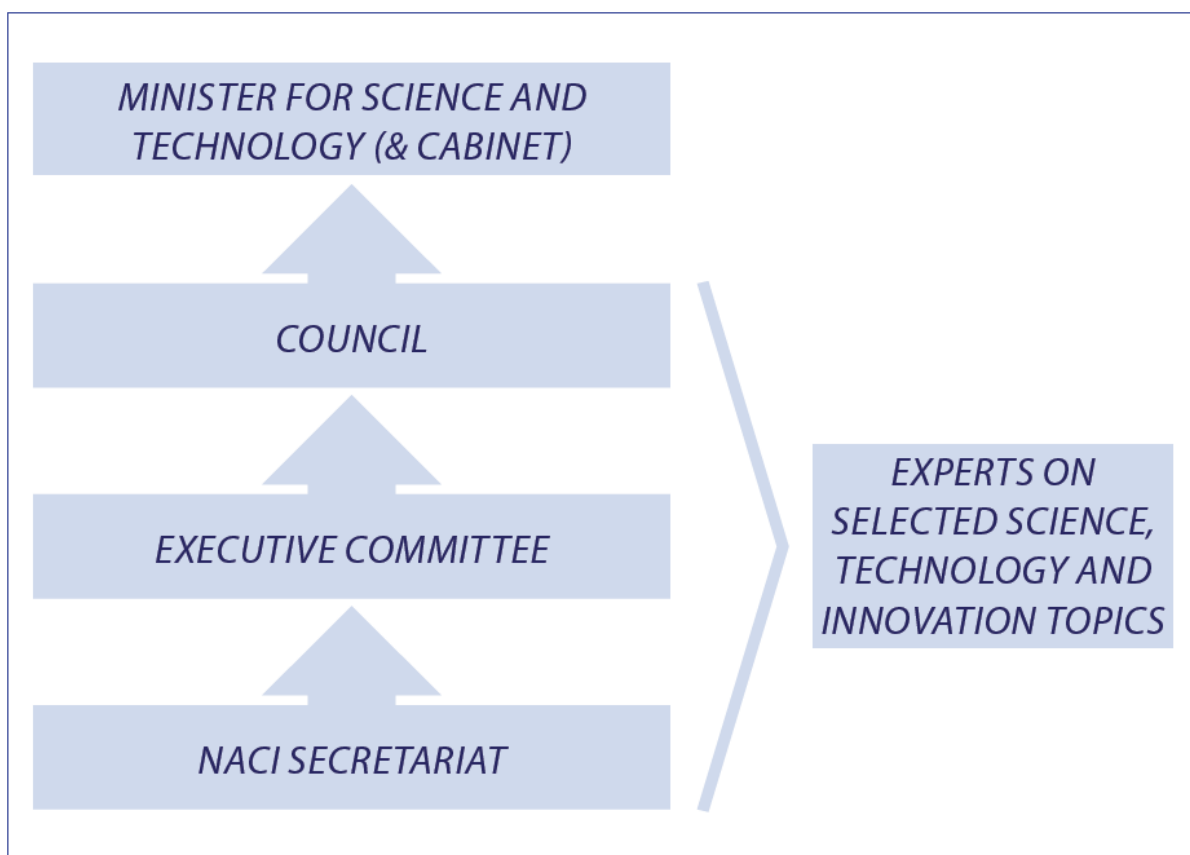 MINISTER FOR SCIENCE AND
TECHNOLOGY (& CABINET)
COUNCIL
EXECUTIVE COMMITTEE
NACI SECRETARIAT
EXPERTS ON
SELECTED SCIENCE,
TECHNOLOGY AND
INNOVATION TOPICS